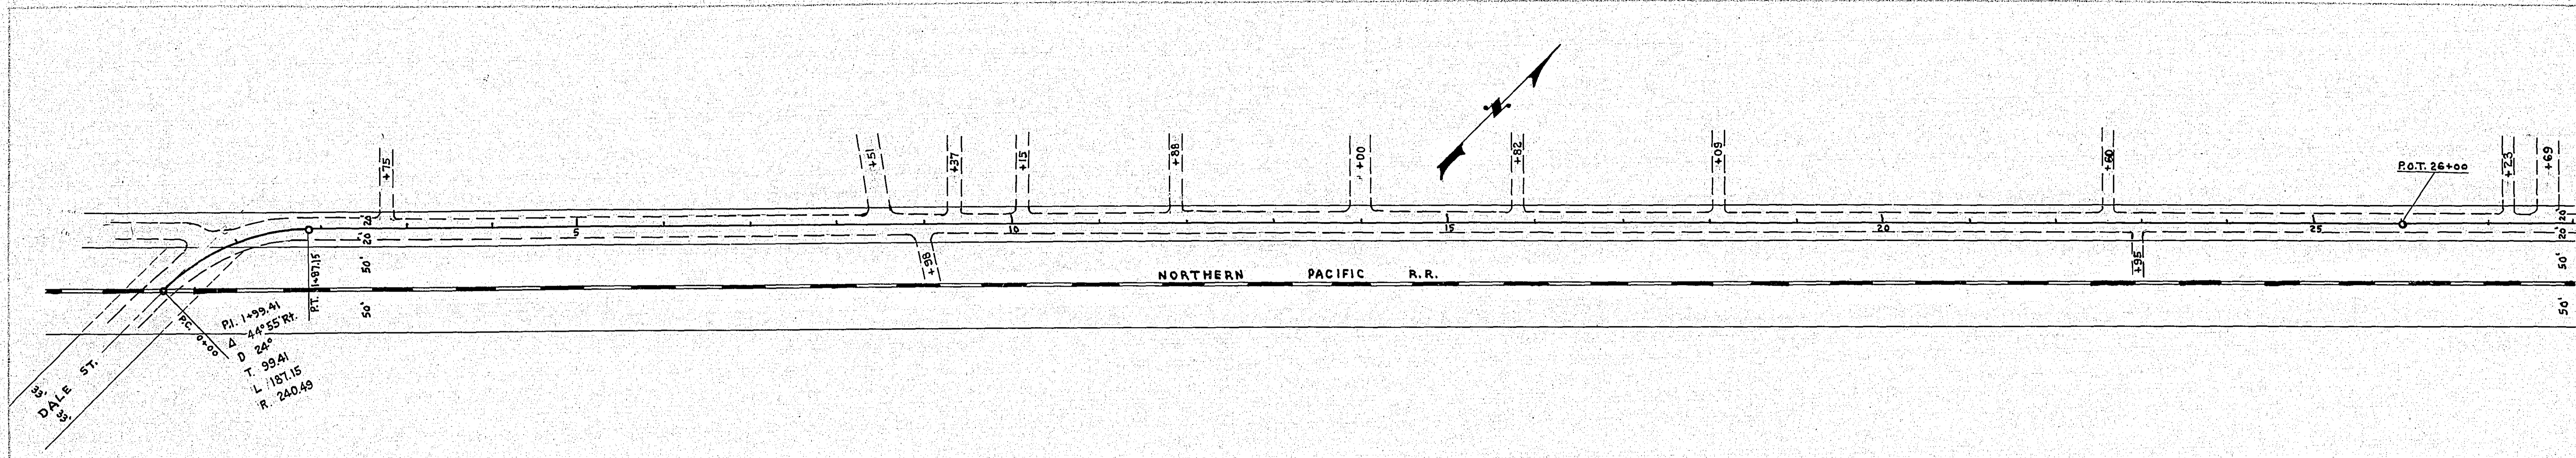 +75
+51
+37
+15
+88
+00
+82
+09
+60
P.O.T. 26+00
+23
+69
20'
20'
50'
50'
5
10
15
20
25
20'
20'
50'
50'
+98
+95
NORTHERN PACIFIC R.R.
P.T. 1+87.15
P.C. 0+00
P.I. 1+99.41
Δ 44°55' Rt.
D 24°
T. 99.41
L 187.15
R. 240.49
33'
DALE ST.
33'